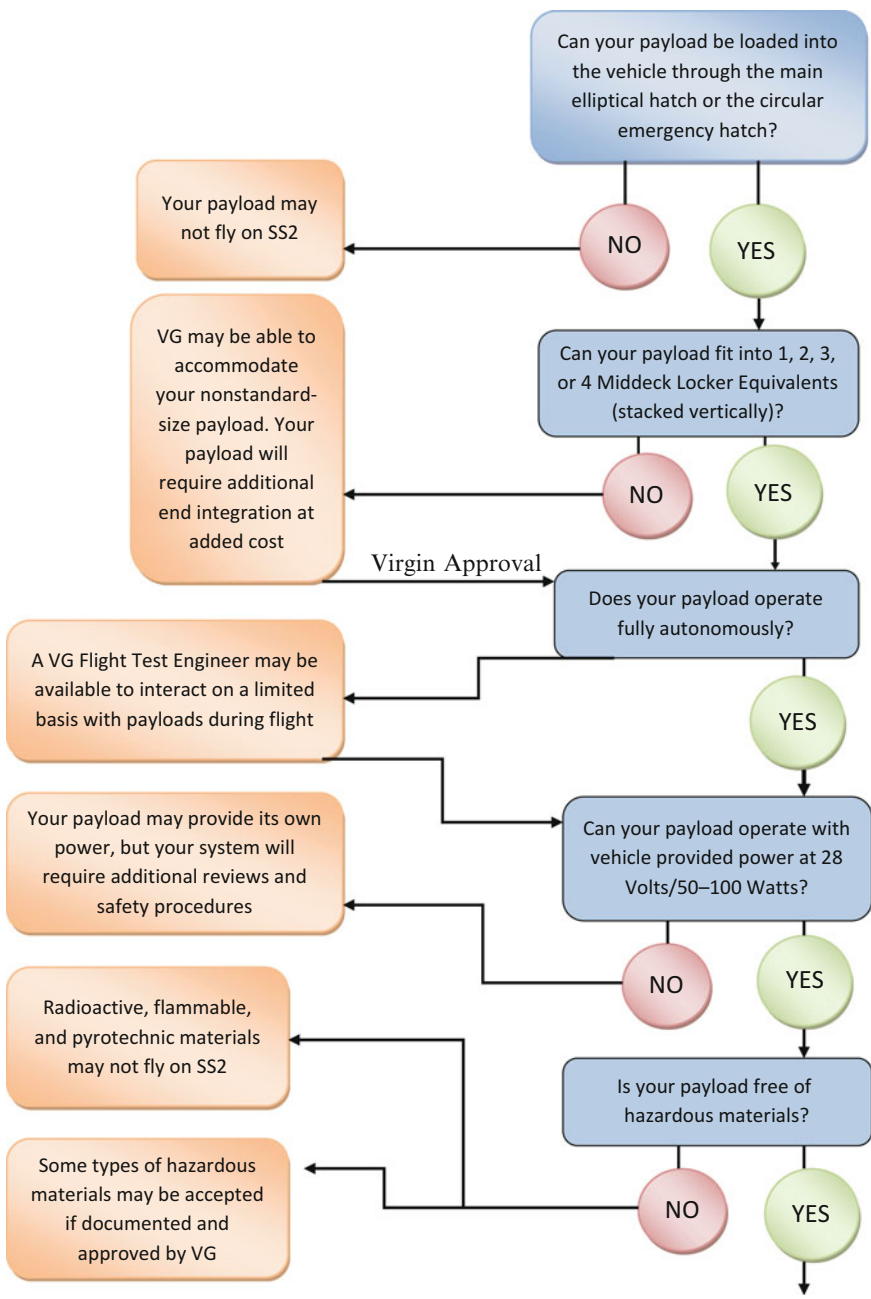 Can your payload be loaded into
the vehicle through the main
elliptical hatch or the circular
emergency hatch?
NO
YES
Your payload may
not fly on SS2
Can your payload fit into 1, 2, 3,
or 4 Middeck Locker Equivalents
(stacked vertically)?
NO
YES
VG may be able to
accommodate
your nonstandard-
size payload. Your
payload will
require additional
end integration at
added cost
Virgin Approval
Does your payload operate
fully autonomously?
YES
A VG Flight Test Engineer may be
available to interact on a limited
basis with payloads during flight
Can your payload operate with
vehicle provided power at 28
Volts/50–100 Watts?
NO
YES
Your payload may provide its own
power, but your system will
require additional reviews and
safety procedures
Is your payload free of
hazardous materials?
NO
YES
Radioactive, flammable,
and pyrotechnic materials
may not fly on SS2
Some types of hazardous
materials may be accepted
if documented and
approved by VG